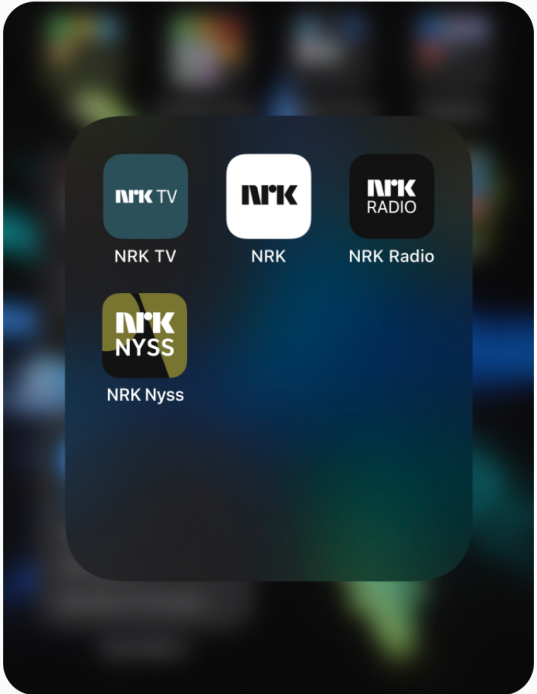 nrk TV
nrk
nrk
RADIO
NRK TV
NRK
NRK Radio
nrk
NYSS
NRK Nyss